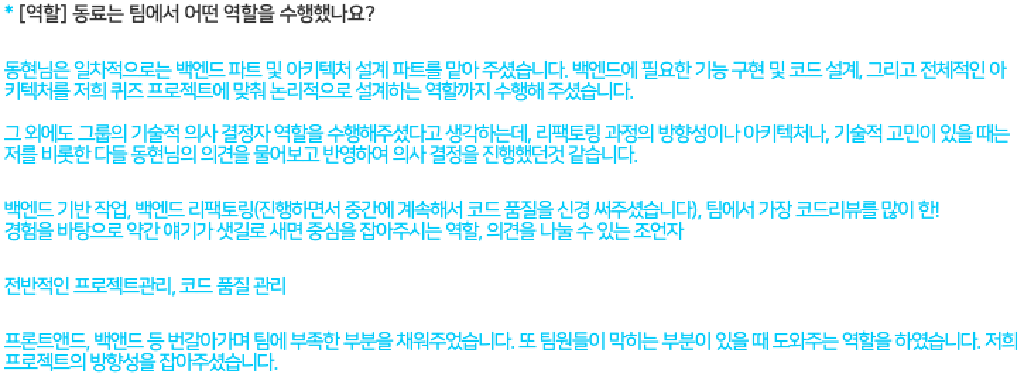 * [역할] 동료는 팀에서 어떤 역할을 수행했나요?
동현님은 일차적으로는 백엔드 파트 및 아키텍처 설계 파트를 맡아 주셨습니다. 백엔드에 필요한 기능 구현 및 코드 설계, 그리고 전체적인 아
키텍처를 저희 퀴즈 프로젝트에 맞춰 논리적으로 설계하는 역할까지 수행해 주셨습니다.
그 외에도 그룹의 기술적 의사 결정자 역할을 수행해주셨다고 생각하는데, 리팩토링 과정의 방향성이나 아키텍처나, 기술적 고민이 있을 때는
저를 비롯한 다들 동현님의 의견을 물어보고 반영하여 의사 결정을 진행했던것 같습니다.
백엔드 기반 작업, 백엔드 리팩토링(진행하면서 중간에 계속해서 코드 품질을 신경 써주셨습니다), 팀에서 가장 코드리뷰를 많이 한!
경험을 바탕으로 약간 얘기가 샛길로 새면 중심을 잡아주시는 역할, 의견을 나눌 수 있는 조언자
전반적인 프로젝트관리, 코드 품질 관리
프론트앤드, 백앤드 등 번갈아가며 팀에 부족한 부분을 채워주었습니다. 또 팀원들이 막히는 부분이 있을 때 도와주는 역할을 하였습니다. 저희
프로젝트의 방향성을 잡아주셨습니다.